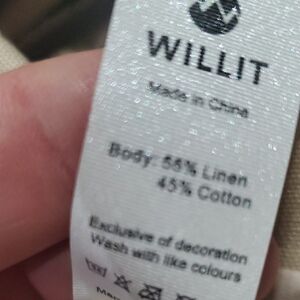 WILLIT
Made in China
Body: 55% Linen
45% Cotton
Exclusive of decoration
Wash with like colours